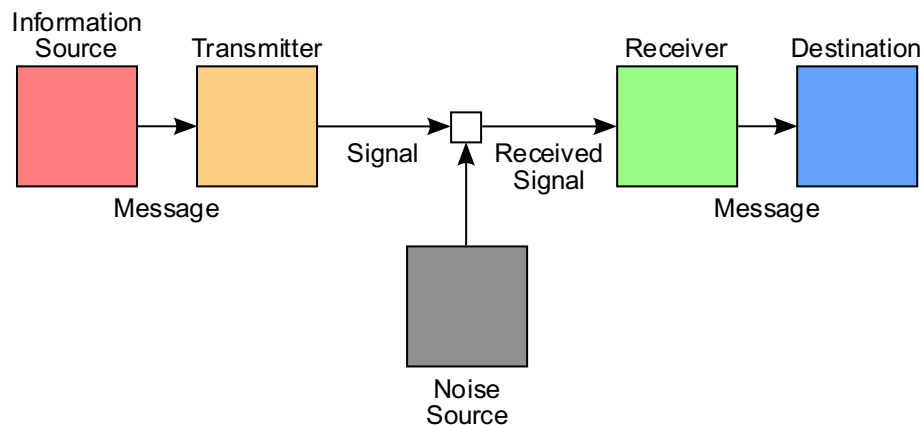 Information
Source
Transmitter
Receiver
Destination
Signal
Received
Signal
Message
Message
Noise
Source